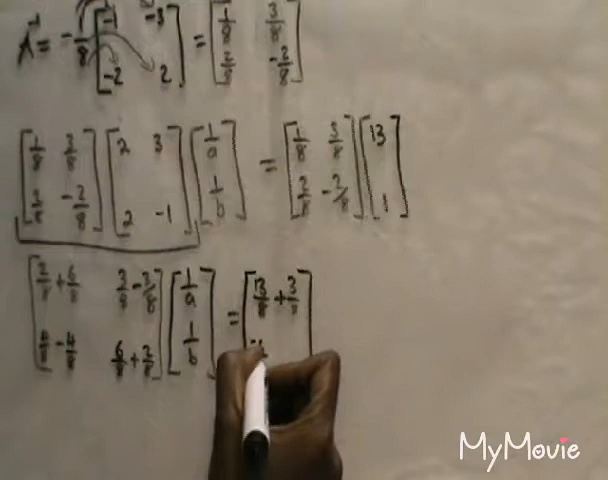 A⁻¹ = -1/8 [-1 -3; -2 2] = [1/8 3/8; 2/8 -2/8]
[1/8 3/8; 2/8 -2/8] [2 3; 2 -1] [1/a; 1/b] = [1/8 3/8; 2/8 -2/8] [13; 1]
[2/8 + 6/8 3/8 - 3/8; 4/8 - 4/8 6/8 + 2/8] [1/a; 1/b] = [13/8 + 3/8
MyMovie